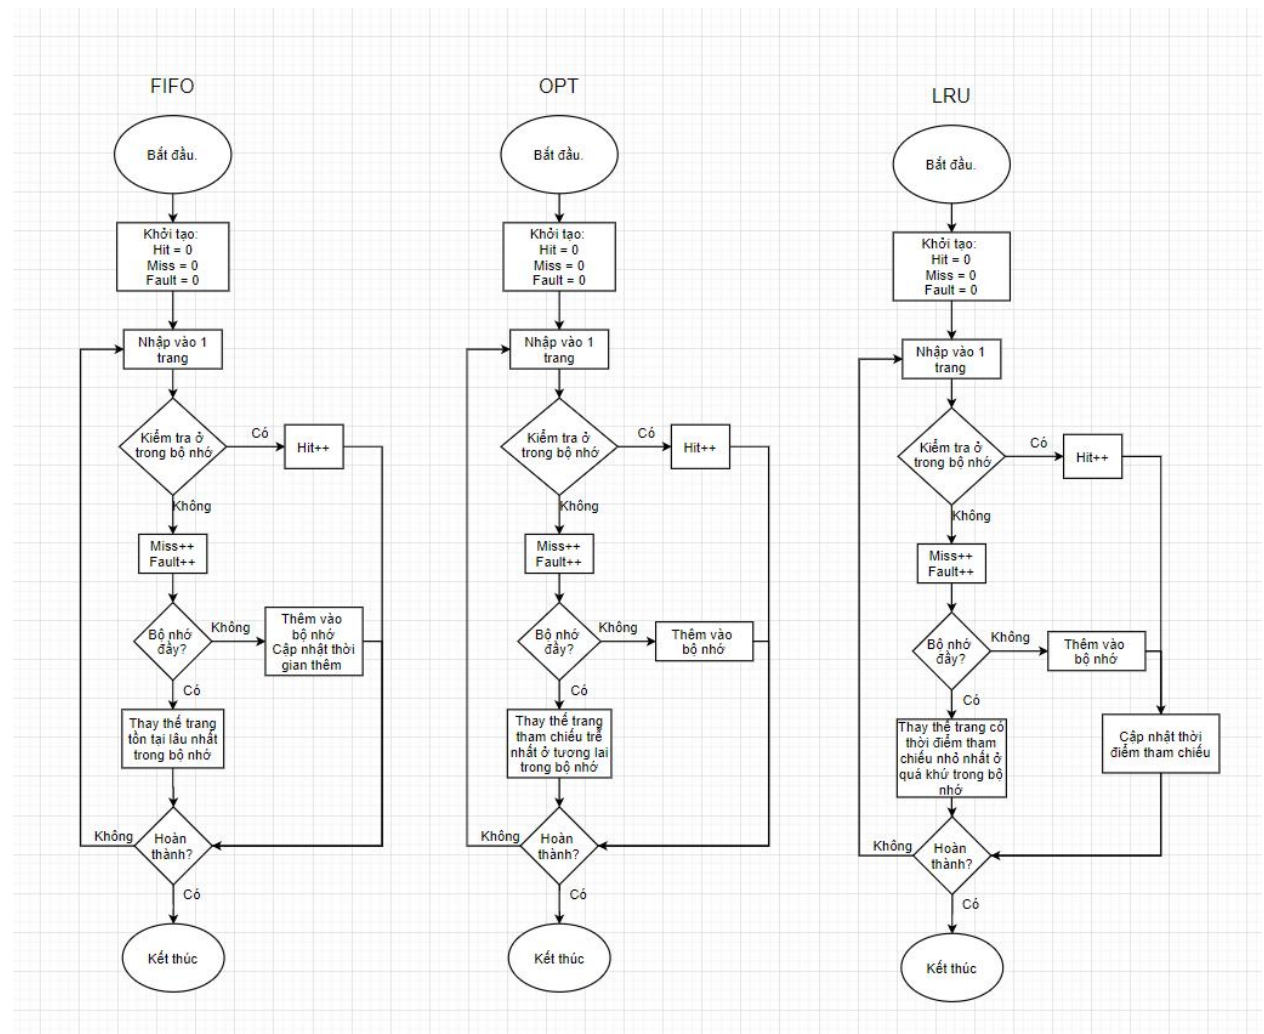 FIFO
Bắt đầu.
Khởi tạo:
Hit = 0
Miss = 0
Fault = 0
Nhập vào 1
trang
Kiểm tra ở
trong bộ nhớ
Có
Hit++
Không
Miss++
Fault++
Bộ nhớ
đầy?
Không
Thêm vào
bộ nhớ
Cập nhật thời
gian thêm
Có
Thay thế trang
tồn tại lâu nhất
trong bộ nhớ
Không
Hoàn
thành?
Có
Kết thúc
OPT
Bắt đầu.
Khởi tạo:
Hit = 0
Miss = 0
Fault = 0
Nhập vào 1
trang
Kiểm tra ở
trong bộ nhớ
Có
Hit++
Không
Miss++
Fault++
Bộ nhớ
đầy?
Không
Thêm vào
bộ nhớ
Có
Thay thế trang
tham chiếu trễ
nhất ở tương lai
trong bộ nhớ
Không
Hoàn
thành?
Có
Kết thúc
LRU
Bắt đầu.
Khởi tạo:
Hit = 0
Miss = 0
Fault = 0
Nhập vào 1
trang
Kiểm tra ở
trong bộ nhớ
Có
Hit++
Không
Miss++
Fault++
Bộ nhớ
đầy?
Không
Thêm vào
bộ nhớ
Có
Thay thế trang có
thời điểm tham
chiếu nhỏ nhất ở
quá khứ trong bộ
nhớ
Cập nhật thời
điểm tham chiếu
Không
Hoàn
thành?
Có
Kết thúc